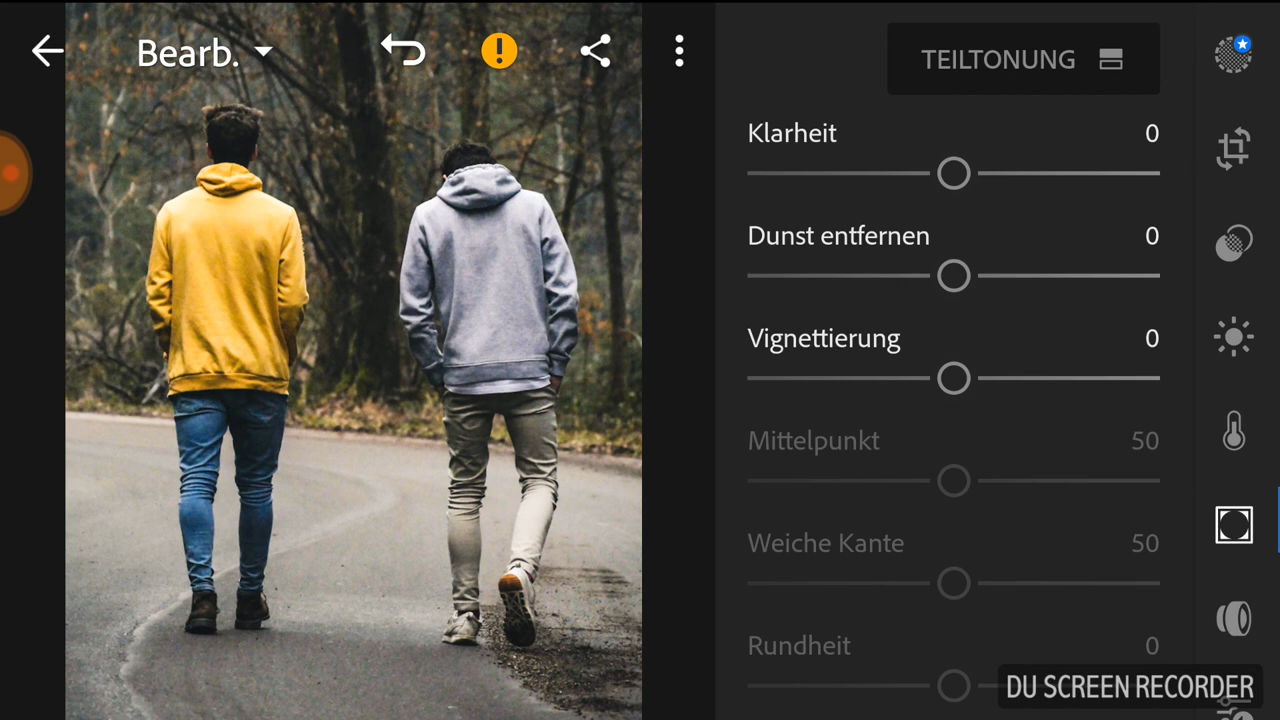 Bearb.
TEILTONUNG
Klarheit 0
Dunst entfernen 0
Vignettierung 0
Mittelpunkt 50
Weiche Kante 50
Rundheit 0
DU SCREEN RECORDER